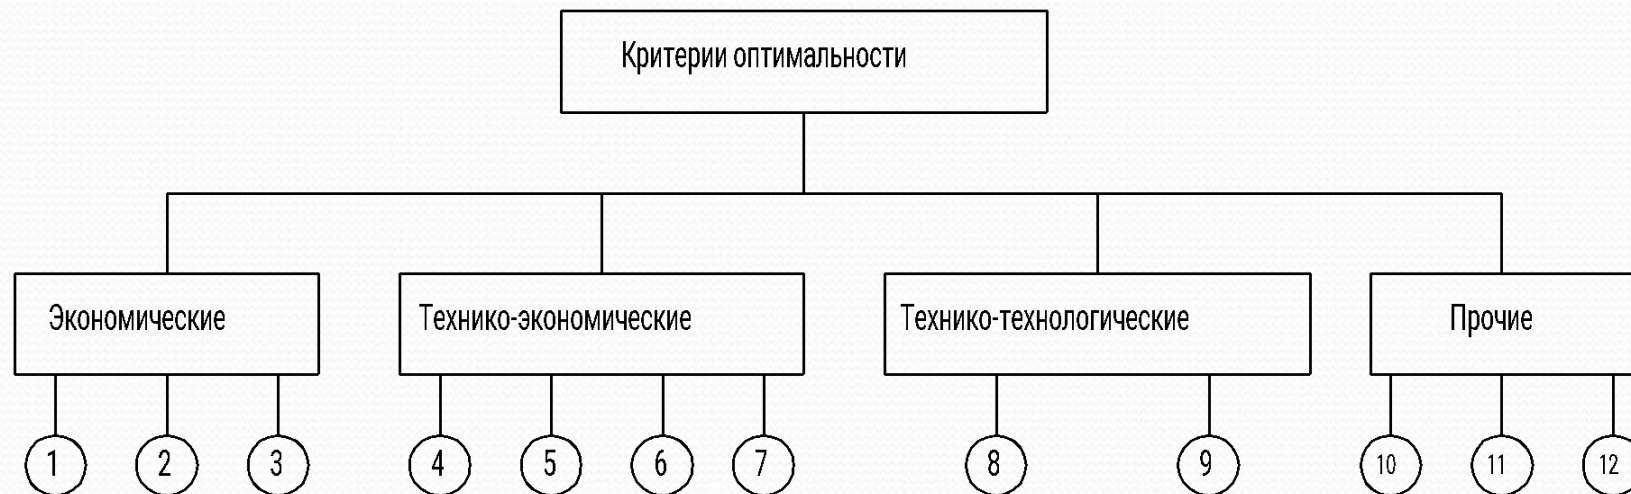 Критерии оптимальности
Экономические
Технико-экономические
Технико-технологические
Прочие
1
2
3
4
5
6
7
8
9
10
11
12